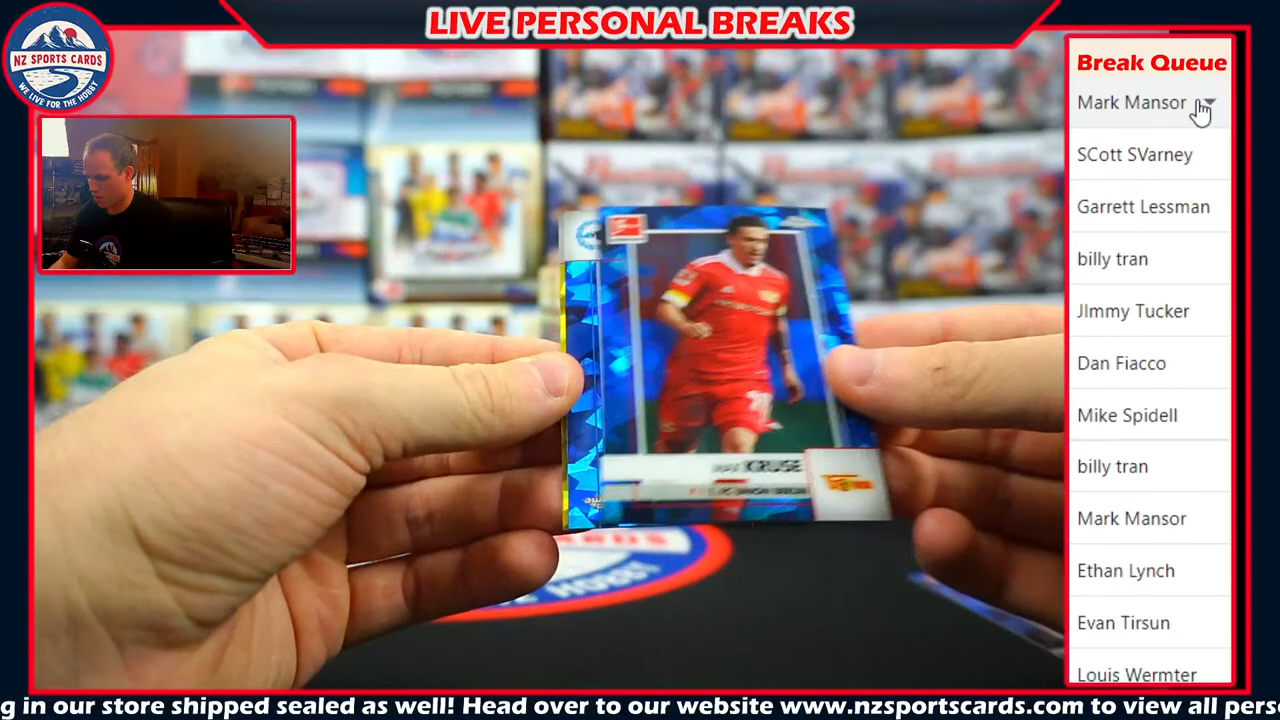 LIVE PERSONAL BREAKS
NZ SPORTS CARDS
WE LIVE FOR THE HOBBY
Break Queue
Mark Mansor
SCott SVarney
Garrett Lessman
billy tran
JImmy Tucker
Dan Fiacco
Mike Spidell
billy tran
Mark Mansor
Ethan Lynch
Evan Tirsun
Louis Wermter
KRUSE
g in our store shipped sealed as well! Head over to our website www.nzsportscards.com to view all pers